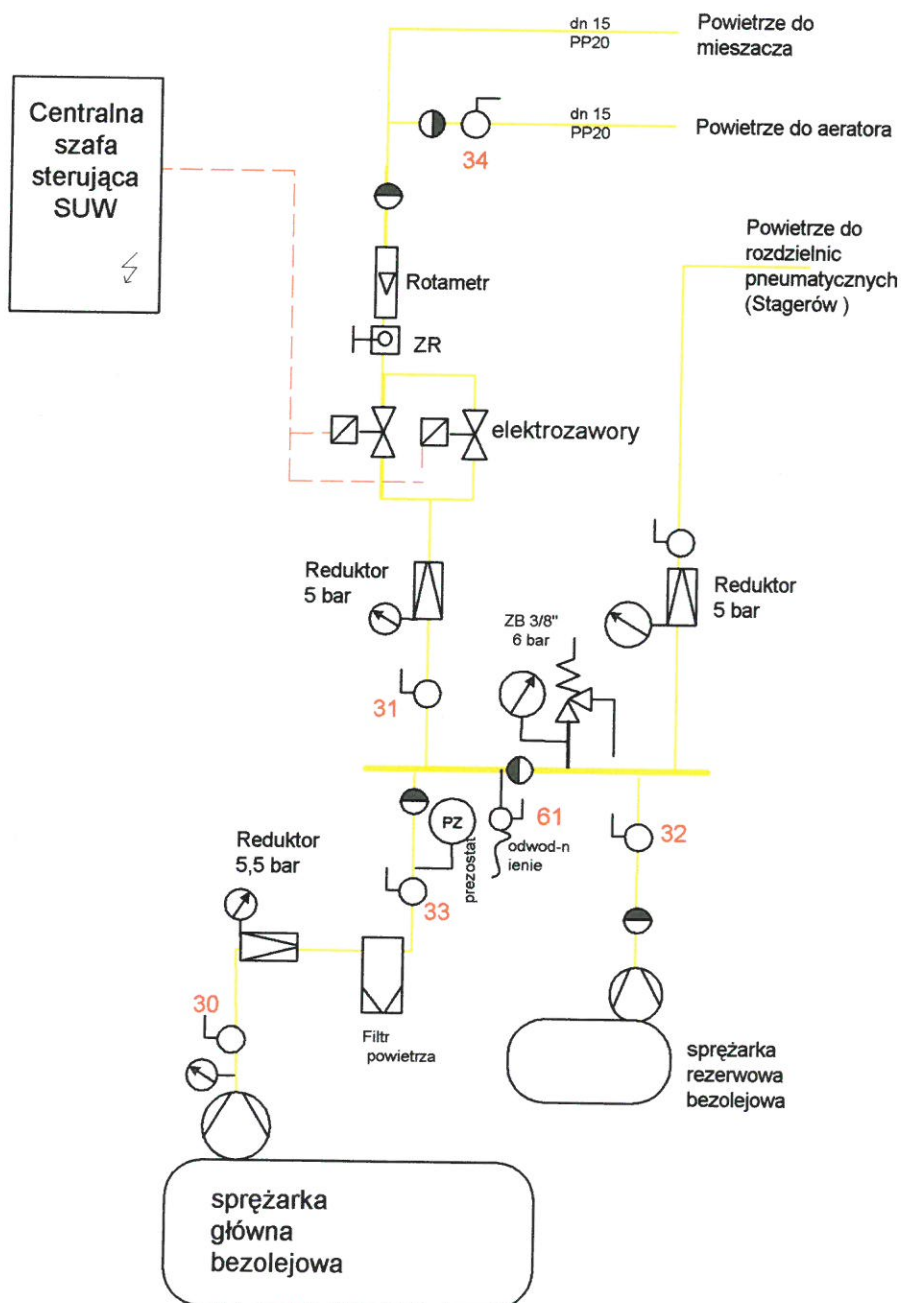 dn 15
PP20
Powietrze do
mieszacza
Centralna
szafa
sterująca
SUW
dn 15
PP20
Powietrze do aeratora
34
Powietrze do
rozdzielnic
pneumatycznych
(Stagerów )
Rotametr
ZR
elektrozawory
Reduktor
5 bar
Reduktor
5 bar
ZB 3/8"
6 bar
31
61
32
PZ
prezostat
odwod-n
ienie
Reduktor
5,5 bar
33
30
Filtr
powietrza
sprężarka
rezerwowa
bezolejowa
sprężarka
główna
bezolejowa